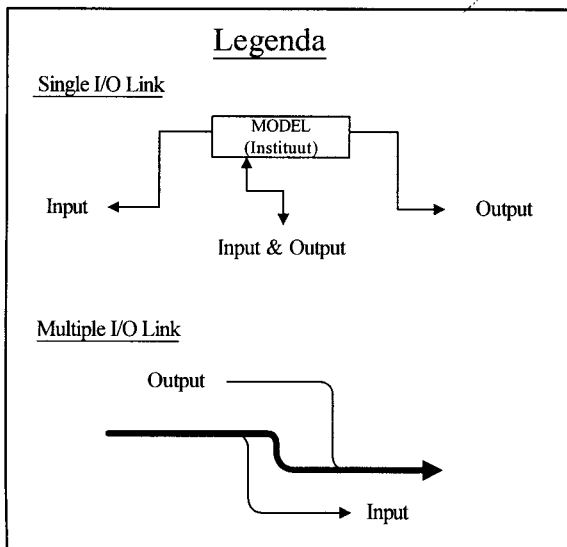 Legenda
Single I/O Link
MODEL
(Instituut)
Input
Output
Input & Output
Multiple I/O Link
Output
Input